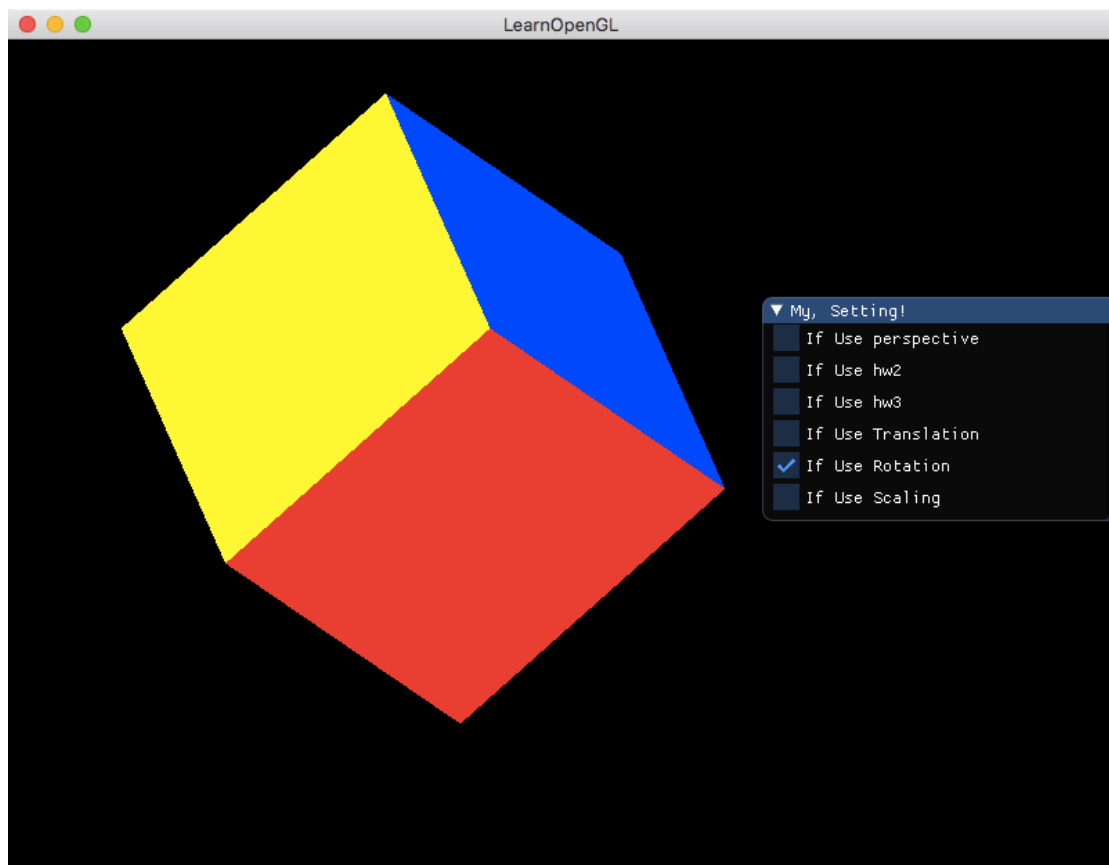 LearnOpenGL
My, Setting!
If Use perspective
If Use hw2
If Use hw3
If Use Translation
If Use Rotation
If Use Scaling